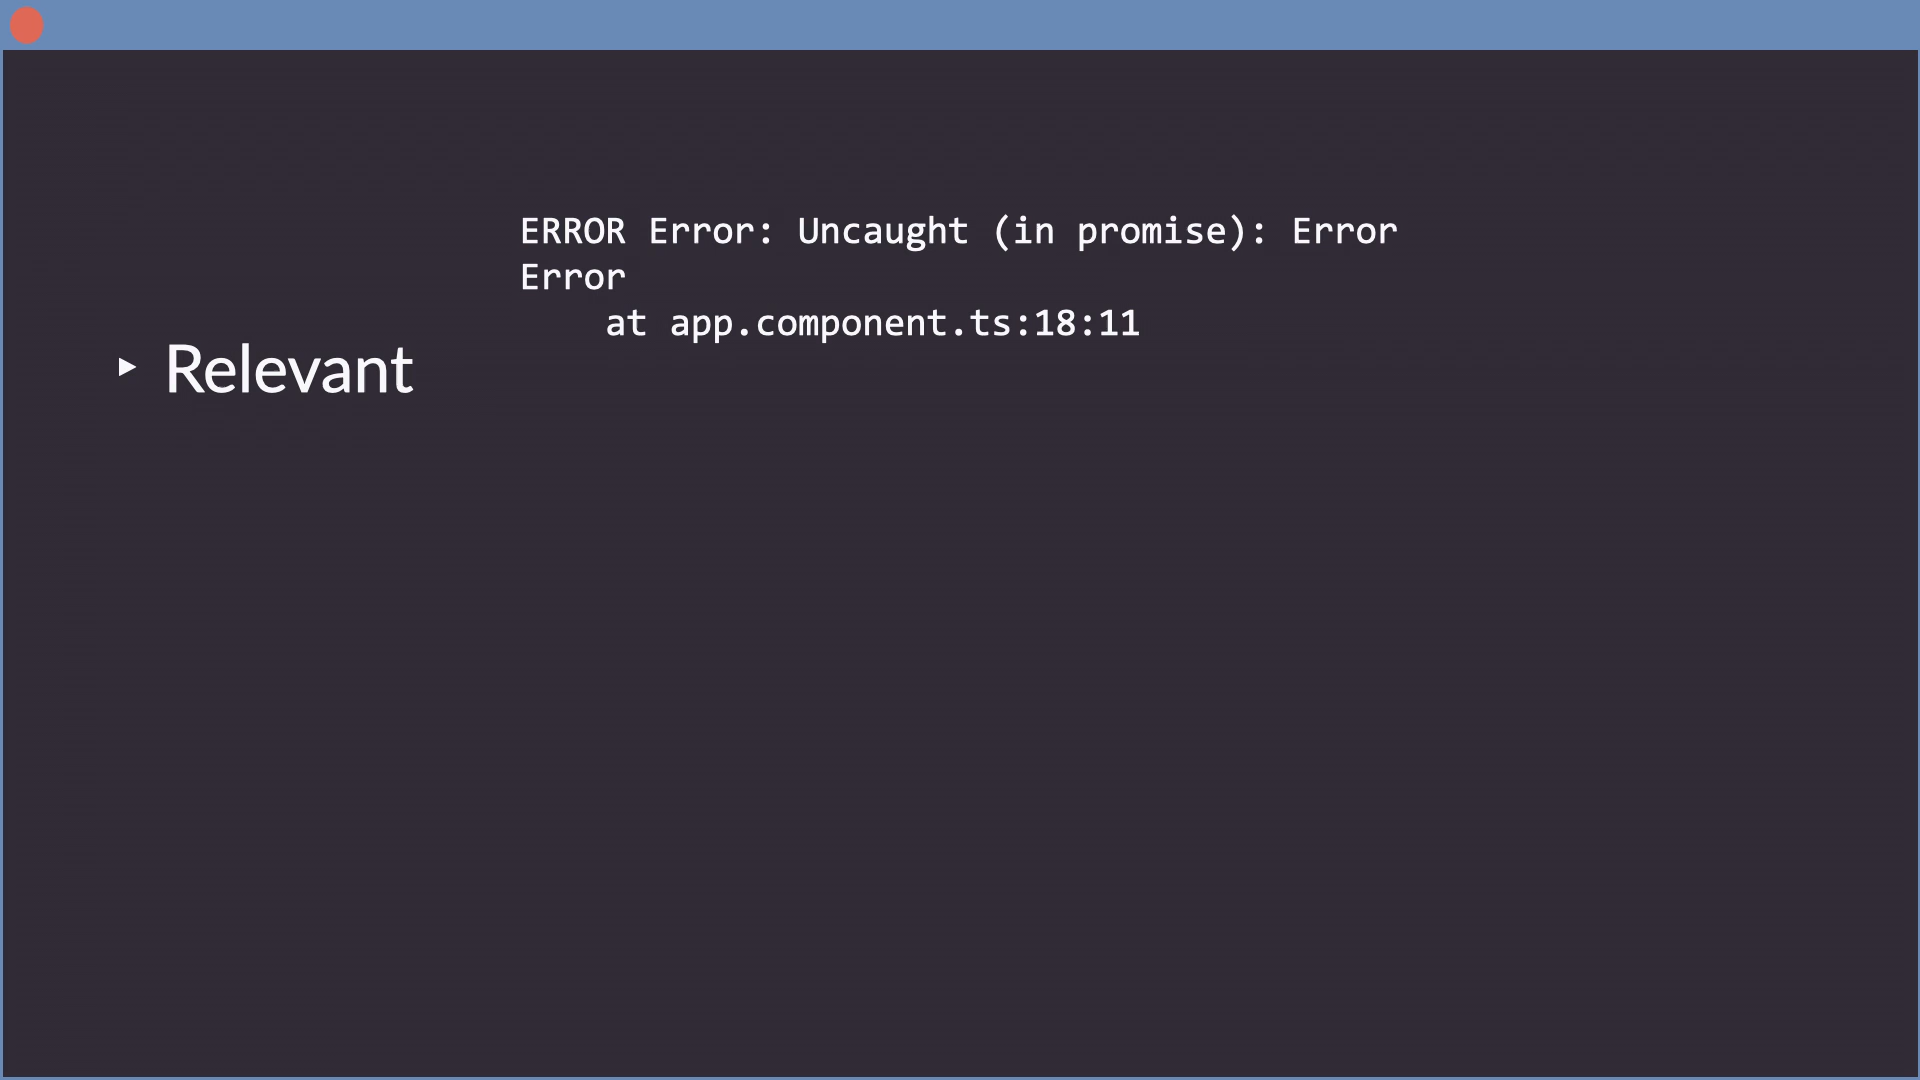 ERROR Error: Uncaught (in promise): Error
Error
    at app.component.ts:18:11
‣ Relevant